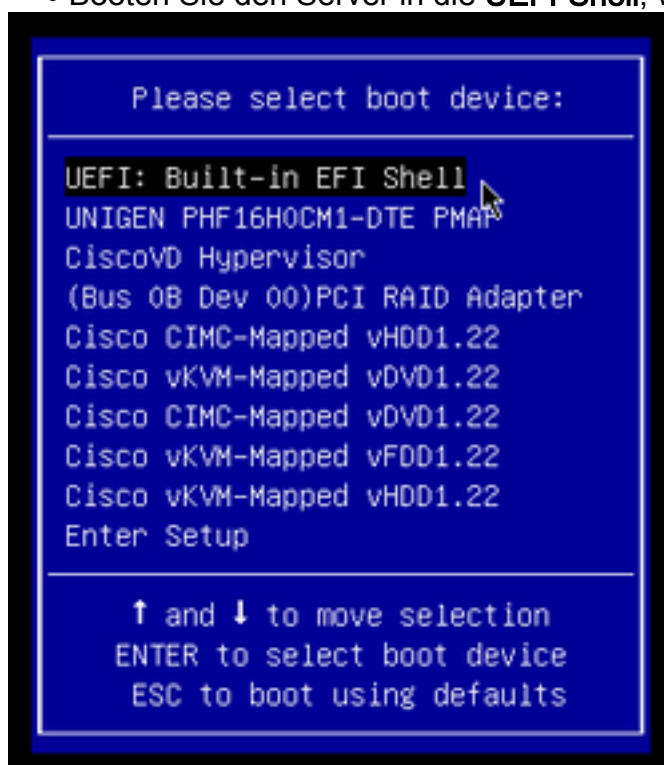 • Booten Sie den Server in die UEFI Shell,
Please select boot device:
UEFI: Built-in EFI Shell
UNIGEN PHF16H0CM1-DTE PMAP
CiscoVD Hypervisor
(Bus 0B Dev 00)PCI RAID Adapter
Cisco CIMC-Mapped vHDD1.22
Cisco vKVM-Mapped vDVD1.22
Cisco CIMC-Mapped vDVD1.22
Cisco vKVM-Mapped vFDD1.22
Cisco vKVM-Mapped vHDD1.22
Enter Setup
↑ and ↓ to move selection
ENTER to select boot device
ESC to boot using defaults